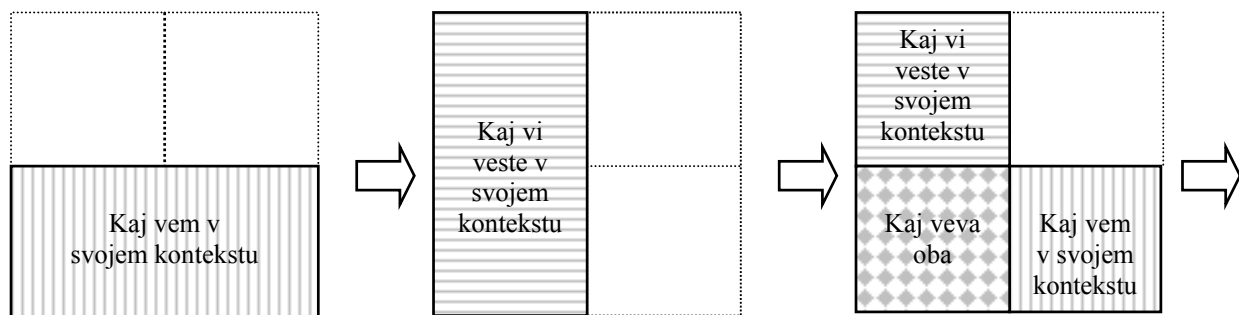 Kaj vem v
svojem kontekstu
Kaj vi
veste v
svojem
kontekstu
Kaj vi
veste v
svojem
kontekstu
Kaj veva
oba
Kaj vem
v svojem
kontekstu